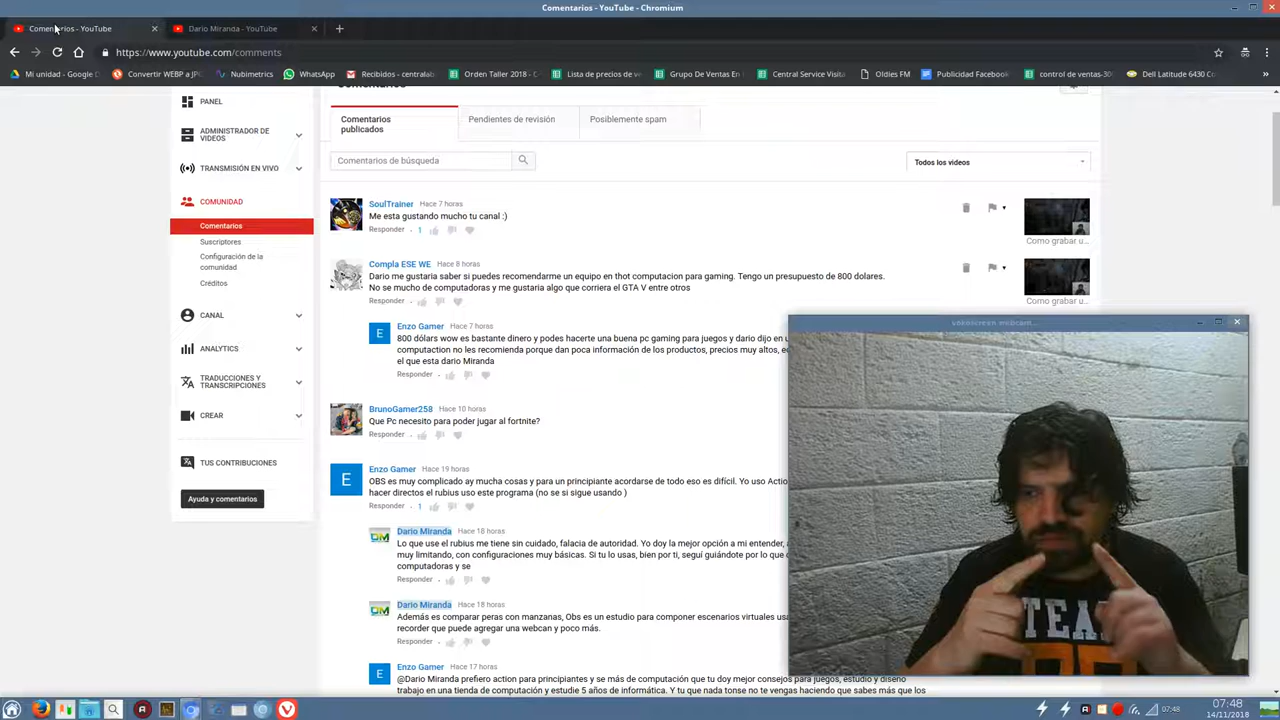 Comentarios - YouTube - Chromium
Comentarios - YouTube
Dario Miranda - YouTube
https://www.youtube.com/comments
Mi unidad - Google D
Convertir WEBP a JP
Nubimetrics
WhatsApp
Recibidos - centralab
Orden Taller 2018 - C
Lista de precios de ve
Grupo De Ventas En
Central Service Visita
Oldies FM
Publicidad Facebook
control de ventas-30
Dell Latitude 6430 Co
»
PANEL
ADMINISTRADOR DE
VIDEOS
TRANSMISIÓN EN VIVO
COMUNIDAD
Comentarios
Suscriptores
Configuración de la
comunidad
Créditos
CANAL
ANALYTICS
TRADUCCIONES Y
TRANSCRIPCIONES
CREAR
TUS CONTRIBUCIONES
Ayuda y comentarios
Comentarios
publicados
Pendientes de revisión
Posiblemente spam
Comentarios de búsqueda
Todos los videos
SoulTrainer Hace 7 horas
Me esta gustando mucho tu canal :)
Responder · 1
Como grabar u...
Compla ESE WE Hace 8 horas
Dario me gustaria saber si puedes recomendarme un equipo en thot computacion para gaming. Tengo un presupuesto de 800 dolares.
No se mucho de computadoras y me gustaria algo que corriera el GTA V entre otros
Responder ·
Como grabar u...
E
Enzo Gamer Hace 7 horas
800 dólars wow es bastante dinero y podes hacerte una buena pc gaming para juegos y dario dijo en u
computaction no les recomienda porque dan poca información de los productos, precios muy altos, e
el que esta dario Miranda
Responder ·
BrunoGamer258 Hace 10 horas
Que Pc necesito para poder jugar al fortnite?
Responder ·
E
Enzo Gamer Hace 19 horas
OBS es muy complicado ay mucha cosas y para un principiante acordarse de todo eso es difícil. Yo uso Actio
hacer directos el rubius uso este programa (no se si sigue usando )
Responder · 1
DM
Dario Miranda Hace 18 horas
Lo que use el rubius me tiene sin cuidado, falacia de autoridad. Yo doy la mejor opción a mi entender, a
muy limitando, con configuraciones muy básicas. Si tu lo usas, bien por ti, seguí guiándote por lo que
computadoras y se
Responder ·
DM
Dario Miranda Hace 18 horas
Además es comparar peras con manzanas, Obs es un estudio para componer escenarios virtuales usa
recorder que puede agregar una webcan y poco más.
Responder ·
E
Enzo Gamer Hace 17 horas
@Dario Miranda prefiero action para principiantes y se más de computación que tu doy mejor consejos para juegos, estudio y diseño
trabajo en una tienda de computación y estudie 5 años de informática. Y tu que nada tonse no te vengas haciendo que sabes más que los
vokoscreen webcam...
TEA
07:48
07:48
14/11/2018